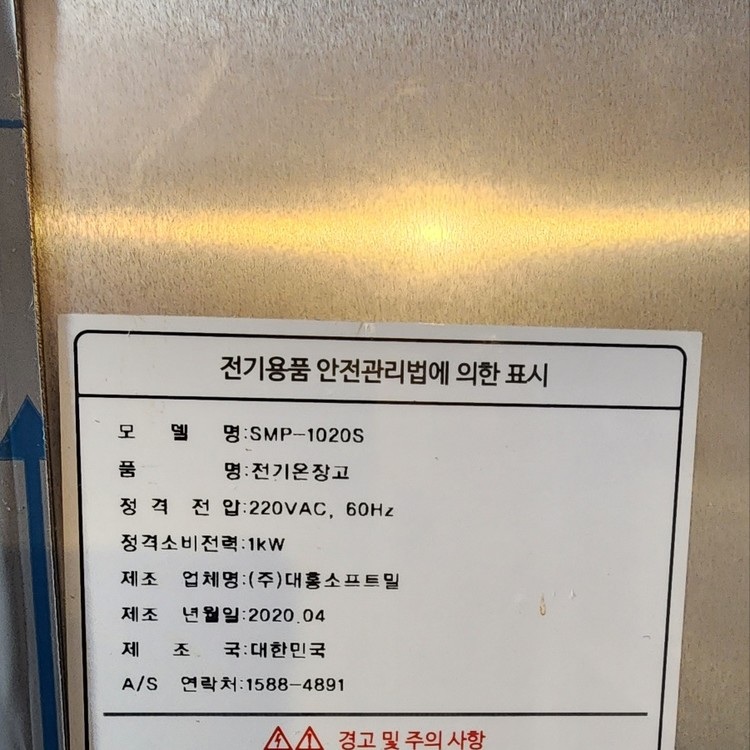 전기용품 안전관리법에 의한 표시
모 델 명:SMP-1020S
품 명:전기온장고
정 격 전 압:220VAC, 60Hz
정격소비전력:1kW
제조 업체명:(주)대홍소프트밀
제조 년월일:2020.04
제 조 국:대한민국
A/S 연락처:1588-4891
경고 및 주의 사항